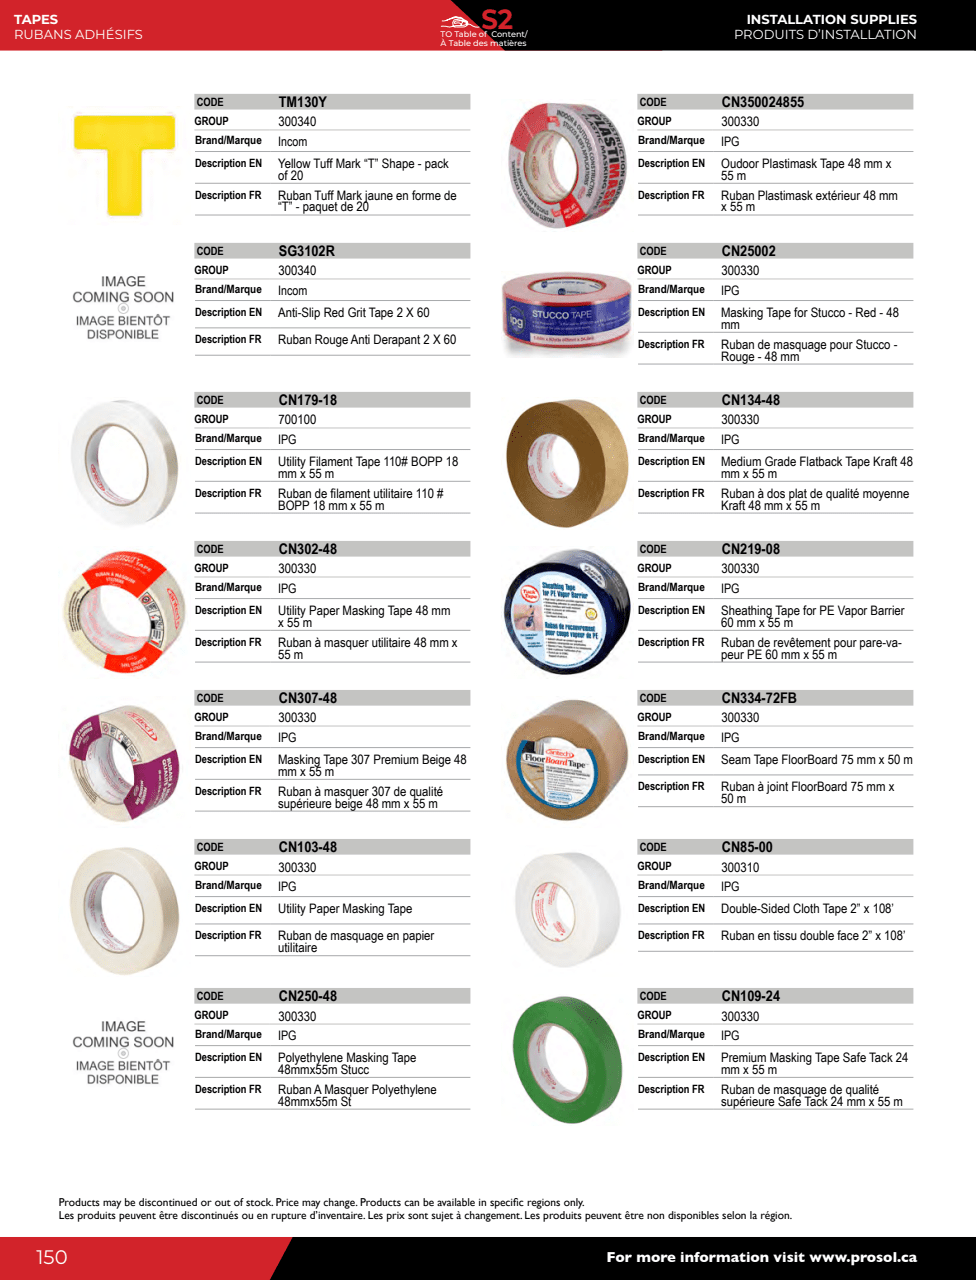 TAPES
RUBANS ADHÉSIFS
S2
TO Table of Content/
À Table des matières
INSTALLATION SUPPLIES
PRODUITS D'INSTALLATION
CODE TM130Y
GROUP 300340
Brand/Marque Incom
Description EN Yellow Tuff Mark “T” Shape - pack
of 20
Description FR Ruban Tuff Mark jaune en forme de
“T” - paquet de 20
IMAGE
COMING SOON
IMAGE BIENTÔT
DISPONIBLE
CODE SG3102R
GROUP 300340
Brand/Marque Incom
Description EN Anti-Slip Red Grit Tape 2 X 60
Description FR Ruban Rouge Anti Derapant 2 X 60
CODE CN179-18
GROUP 700100
Brand/Marque IPG
Description EN Utility Filament Tape 110# BOPP 18
mm x 55 m
Description FR Ruban de filament utilitaire 110 #
BOPP 18 mm x 55 m
CODE CN302-48
GROUP 300330
Brand/Marque IPG
Description EN Utility Paper Masking Tape 48 mm
x 55 m
Description FR Ruban à masquer utilitaire 48 mm x
55 m
CODE CN307-48
GROUP 300330
Brand/Marque IPG
Description EN Masking Tape 307 Premium Beige 48
mm x 55 m
Description FR Ruban à masquer 307 de qualité
supérieure beige 48 mm x 55 m
CODE CN103-48
GROUP 300330
Brand/Marque IPG
Description EN Utility Paper Masking Tape
Description FR Ruban de masquage en papier
utilitaire
IMAGE
COMING SOON
IMAGE BIENTÔT
DISPONIBLE
CODE CN250-48
GROUP 300330
Brand/Marque IPG
Description EN Polyethylene Masking Tape
48mmx55m Stucc
Description FR Ruban A Masquer Polyethylene
48mmx55m St
CODE CN350024855
GROUP 300330
Brand/Marque IPG
Description EN Oudoor Plastimask Tape 48 mm x
55 m
Description FR Ruban Plastimask extérieur 48 mm
x 55 m
ipg
STUCCO TAPE
CODE CN25002
GROUP 300330
Brand/Marque IPG
Description EN Masking Tape for Stucco - Red - 48
mm
Description FR Ruban de masquage pour Stucco -
Rouge - 48 mm
CODE CN134-48
GROUP 300330
Brand/Marque IPG
Description EN Medium Grade Flatback Tape Kraft 48
mm x 55 m
Description FR Ruban à dos plat de qualité moyenne
Kraft 48 mm x 55 m
Tuck
Tape
Sheathing Tape
for PE Vapor Barrier
Ruban de recouvrement
pour coupe vapeur de PE
CODE CN219-08
GROUP 300330
Brand/Marque IPG
Description EN Sheathing Tape for PE Vapor Barrier
60 mm x 55 m
Description FR Ruban de revêtement pour pare-va-
peur PE 60 mm x 55 m
cantech
FloorBoard Tape
CODE CN334-72FB
GROUP 300330
Brand/Marque IPG
Description EN Seam Tape FloorBoard 75 mm x 50 m
Description FR Ruban à joint FloorBoard 75 mm x
50 m
CODE CN85-00
GROUP 300310
Brand/Marque IPG
Description EN Double-Sided Cloth Tape 2” x 108’
Description FR Ruban en tissu double face 2” x 108’
CODE CN109-24
GROUP 300330
Brand/Marque IPG
Description EN Premium Masking Tape Safe Tack 24
mm x 55 m
Description FR Ruban de masquage de qualité
supérieure Safe Tack 24 mm x 55 m
Products may be discontinued or out of stock. Price may change. Products can be available in specific regions only.
Les produits peuvent être discontinués ou en rupture d’inventaire. Les prix sont sujet à changement. Les produits peuvent être non disponibles selon la région.
150
For more information visit www.prosol.ca